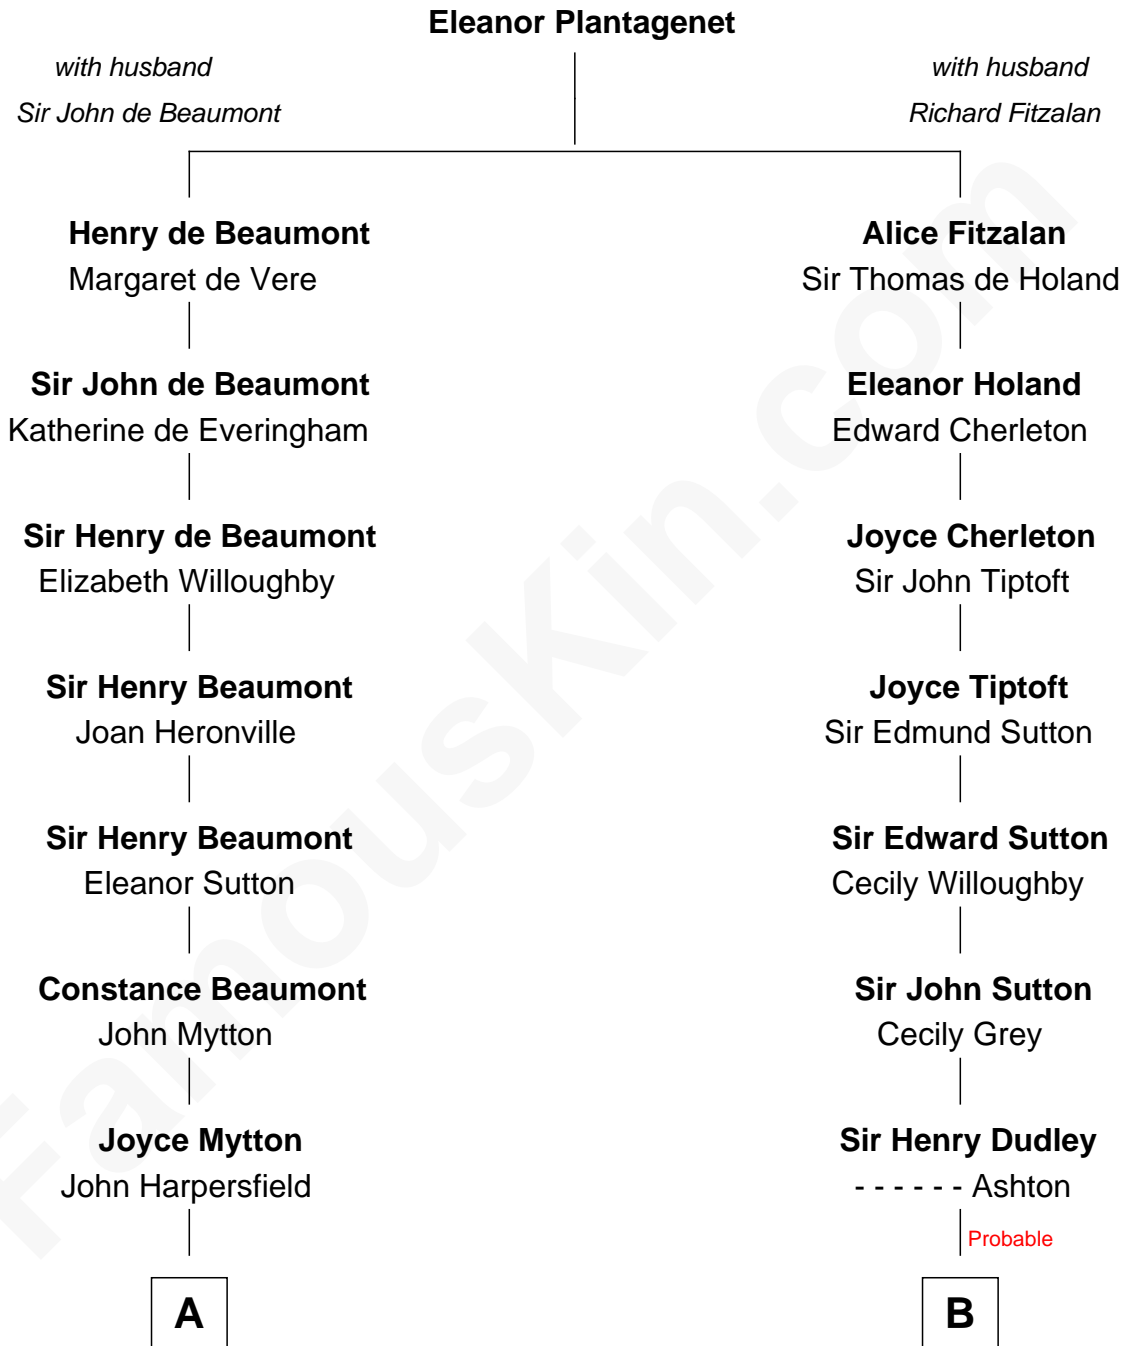 Eleanor Plantagenet
with husband
Sir John de Beaumont
with husband
Richard Fitzalan
Henry de Beaumont
Margaret de Vere
Alice Fitzalan
Sir Thomas de Holand
Sir John de Beaumont
Katherine de Everingham
Eleanor Holand
Edward Cherleton
Sir Henry de Beaumont
Elizabeth Willoughby
Joyce Cherleton
Sir John Tiptoft
Sir Henry Beaumont
Joan Heronville
Joyce Tiptoft
Sir Edmund Sutton
Sir Henry Beaumont
Eleanor Sutton
Sir Edward Sutton
Cecily Willoughby
Constance Beaumont
John Mytton
Sir John Sutton
Cecily Grey
Joyce Mytton
John Harpersfield
Sir Henry Dudley
- - - - - - Ashton
Probable
A
B
FamousKin.com